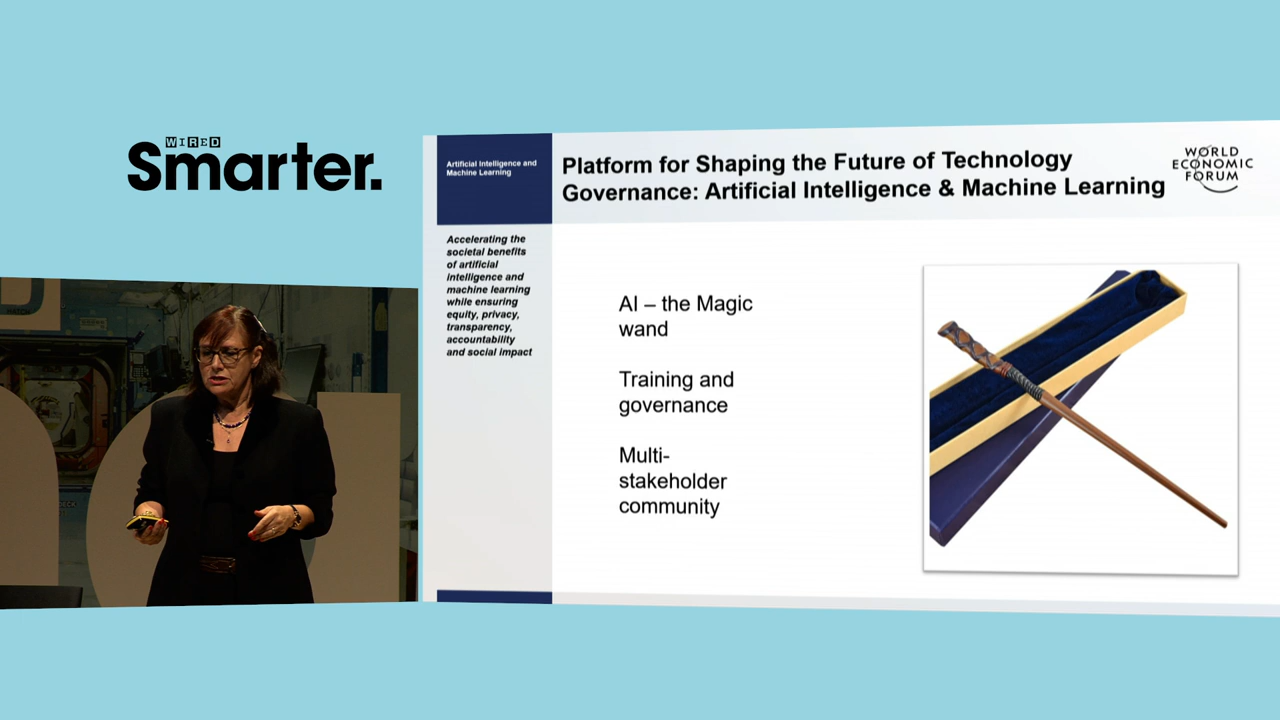 WIRED
Smarter.
Artificial Intelligence and
Machine Learning
Platform for Shaping the Future of Technology
Governance: Artificial Intelligence & Machine Learning
WORLD
ECONOMIC
FORUM
Accelerating the
societal benefits
of artificial
intelligence and
machine learning
while ensuring
equity, privacy,
transparency,
accountability
and social impact
AI – the Magic
wand
Training and
governance
Multi-
stakeholder
community